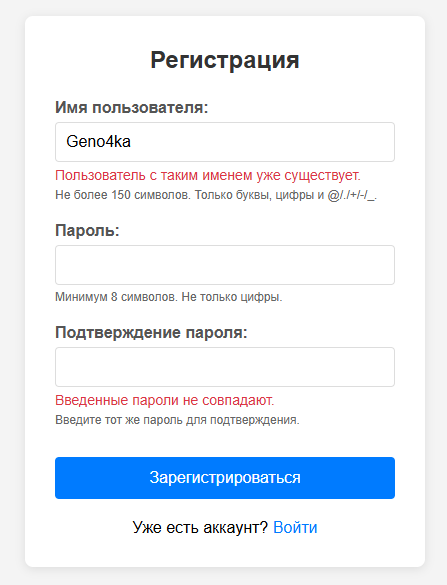 Регистрация
Имя пользователя:
Geno4ka
Пользователь с таким именем уже существует.
Не более 150 символов. Только буквы, цифры и @/./+/-/_.
Пароль:
Минимум 8 символов. Не только цифры.
Подтверждение пароля:
Введенные пароли не совпадают.
Введите тот же пароль для подтверждения.
Зарегистрироваться
Уже есть аккаунт? Войти